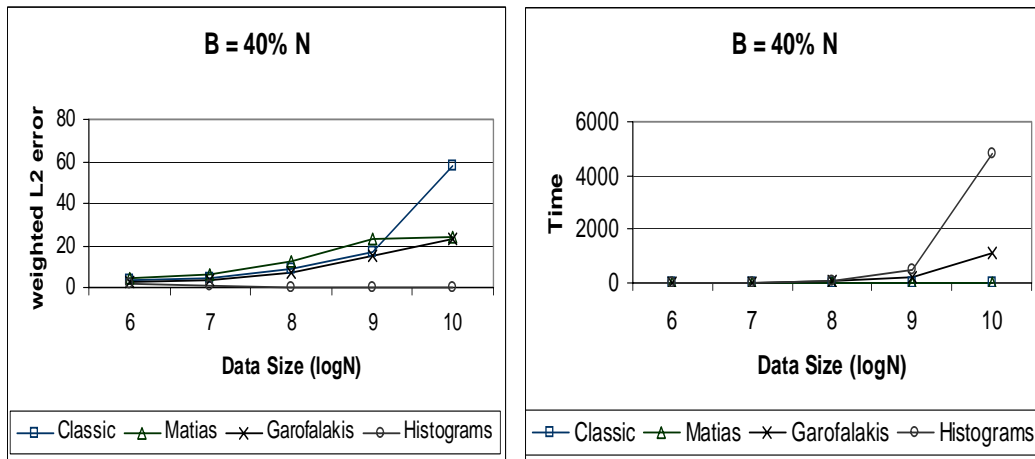 B = 40% N
weighted L2 error
80
60
40
20
0
6 7 8 9 10
Data Size (logN)
Classic Matias Garofalakis Histograms
B = 40% N
Time
6000
4000
2000
0
6 7 8 9 10
Data Size (logN)
Classic Matias Garofalakis Histograms